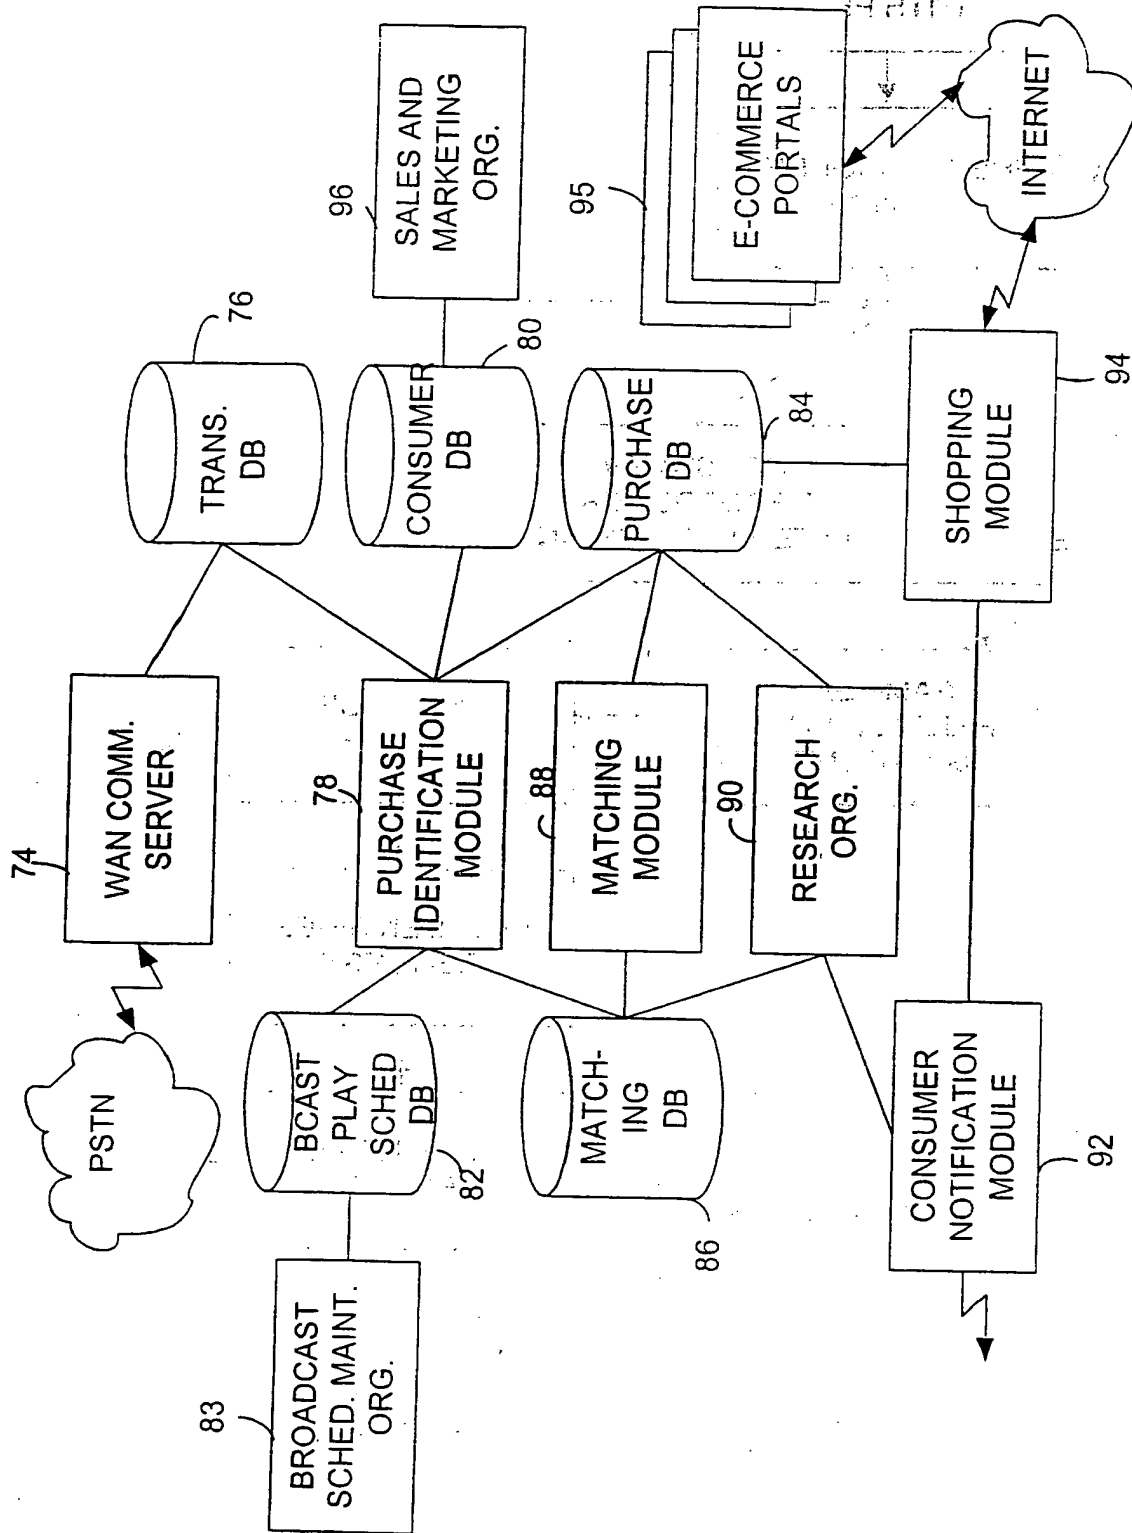 74
WAN COMM.
SERVER
PSTN
TRANS.
DB
76
96
SALES AND
MARKETING
ORG.
83
BROADCAST
SCHED. MAINT.
ORG.
BCAST
PLAY
SCHED
DB
82
78
PURCHASE
IDENTIFICATION
MODULE
CONSUMER
DB
80
MATCH-
ING
DB
86
88
MATCHING
MODULE
PURCHASE
DB
84
95
E-COMMERCE
PORTALS
90
RESEARCH
ORG.
CONSUMER
NOTIFICATION
MODULE
92
SHOPPING
MODULE
94
INTERNET